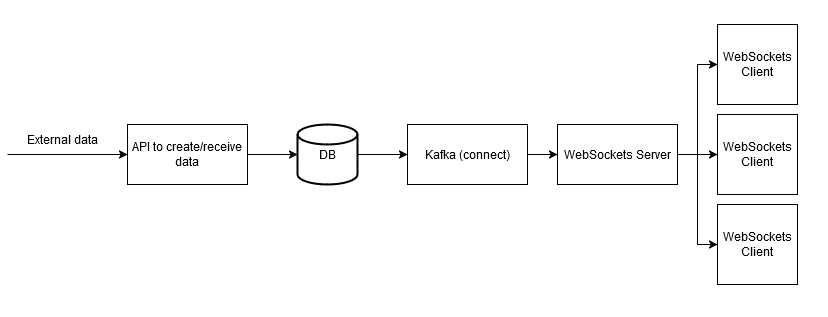 External data
API to create/receive
data
DB
Kafka (connect)
WebSockets Server
WebSockets
Client
WebSockets
Client
WebSockets
Client